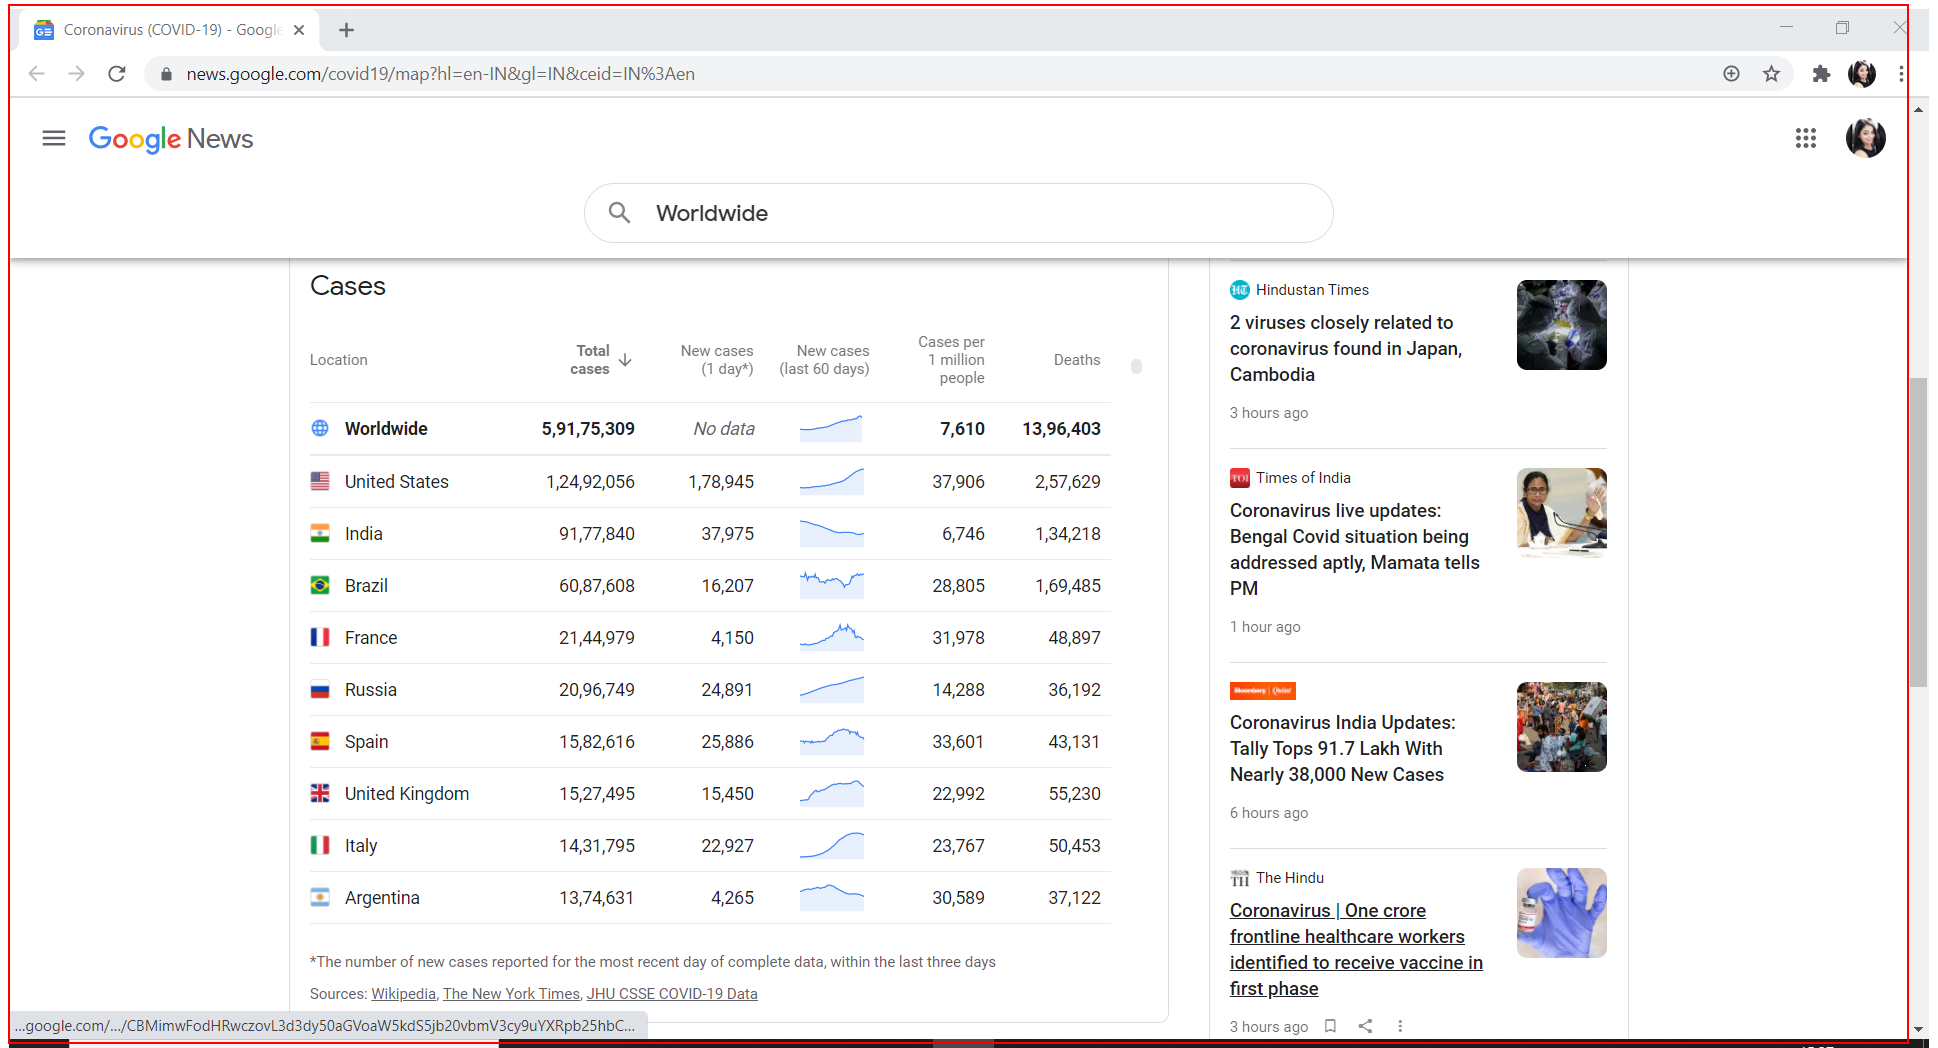 Coronavirus (COVID-19) - Google
news.google.com/covid19/map?hl=en-IN&gl=IN&ceid=IN%3Aen
Google News
Worldwide
Cases
Location Total cases New cases (1 day*) New cases (last 60 days) Cases per 1 million people Deaths
Worldwide 5,91,75,309 No data 7,610 13,96,403
United States 1,24,92,056 1,78,945 37,906 2,57,629
India 91,77,840 37,975 6,746 1,34,218
Brazil 60,87,608 16,207 28,805 1,69,485
France 21,44,979 4,150 31,978 48,897
Russia 20,96,749 24,891 14,288 36,192
Spain 15,82,616 25,886 33,601 43,131
United Kingdom 15,27,495 15,450 22,992 55,230
Italy 14,31,795 22,927 23,767 50,453
Argentina 13,74,631 4,265 30,589 37,122
*The number of new cases reported for the most recent day of complete data, within the last three days
Sources: Wikipedia, The New York Times, JHU CSSE COVID-19 Data
HT Hindustan Times
2 viruses closely related to
coronavirus found in Japan,
Cambodia
3 hours ago
TOI Times of India
Coronavirus live updates:
Bengal Covid situation being
addressed aptly, Mamata tells
PM
1 hour ago
Bloomberg | Quint
Coronavirus India Updates:
Tally Tops 91.7 Lakh With
Nearly 38,000 New Cases
6 hours ago
TH The Hindu
Coronavirus | One crore
frontline healthcare workers
identified to receive vaccine in
first phase
3 hours ago
...google.com/.../CBMimwFodHRwczovL3d3dy50aGVoaW5kdS5jb20vbmV3cy9uYXRpb25hbC...